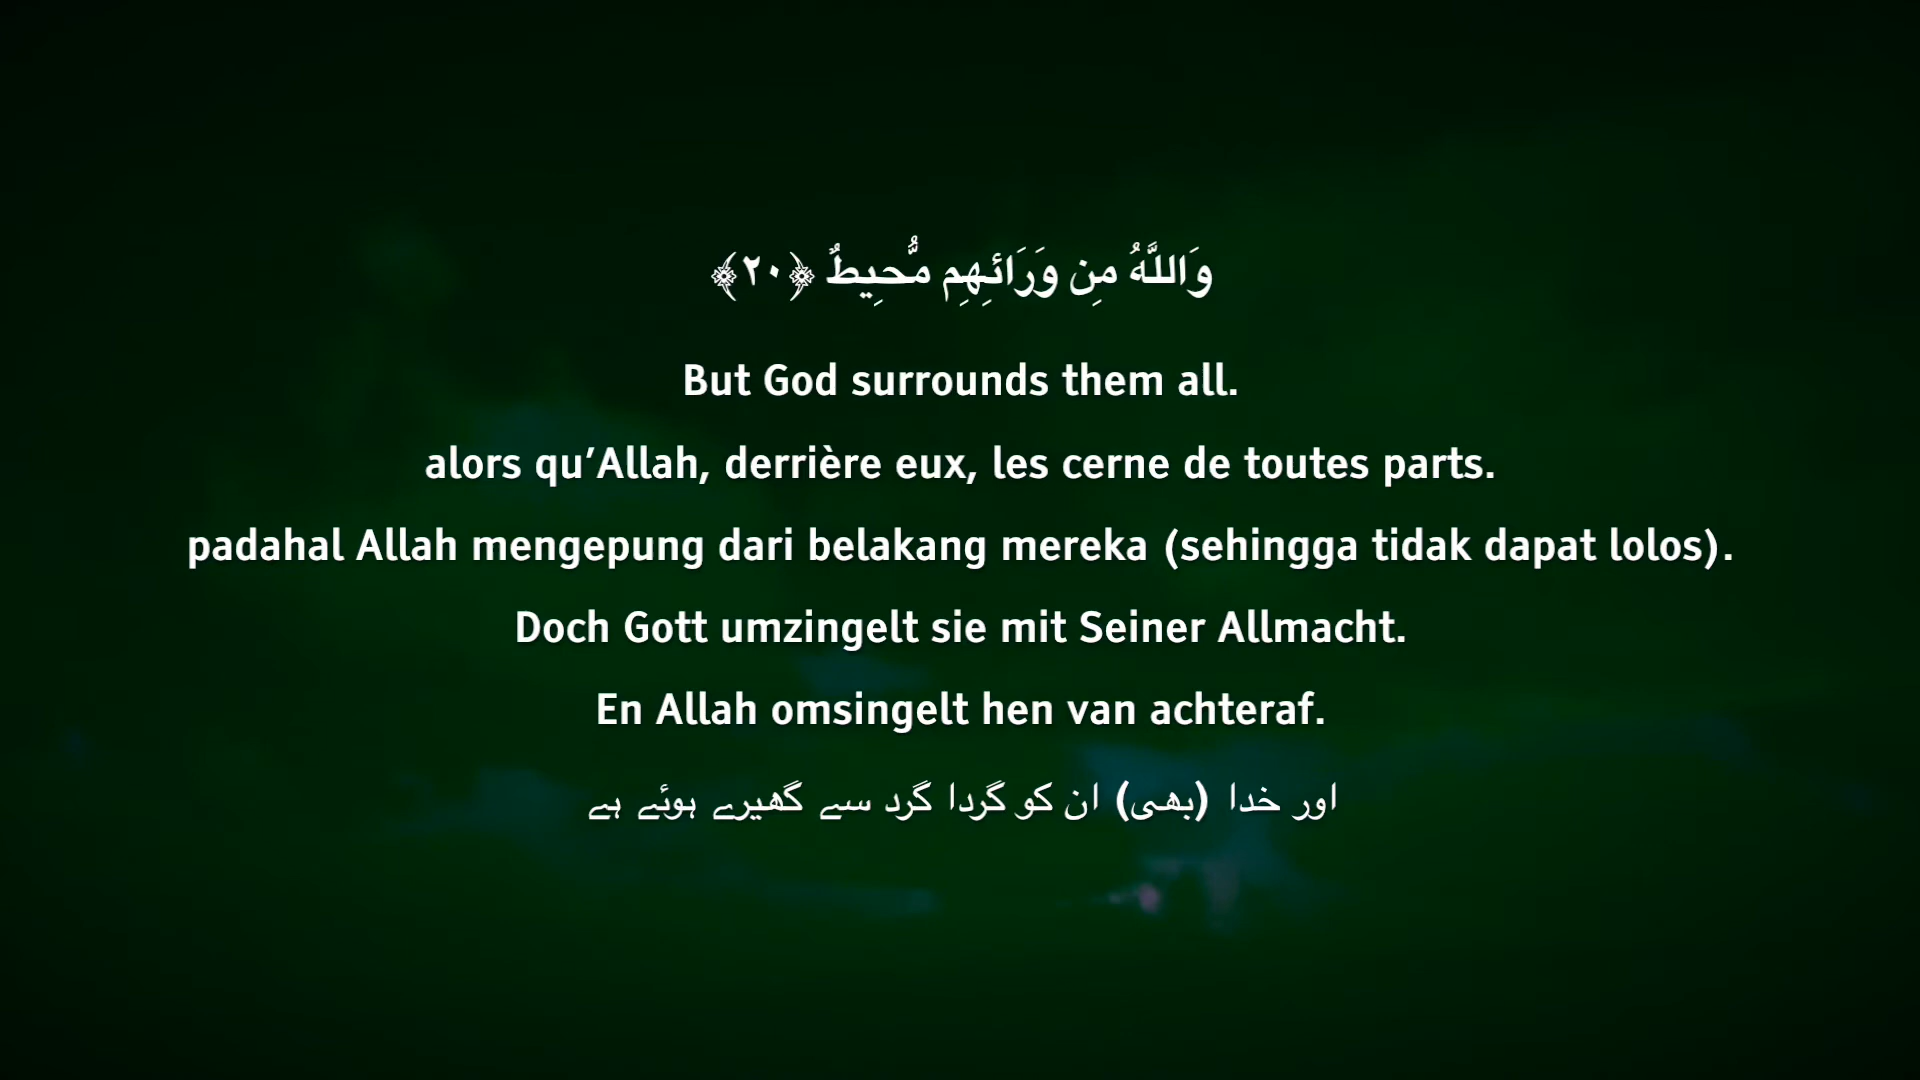 وَاللَّهُ مِن وَرَائِهِم مُّحِيطٌ ﴿٢٠﴾
But God surrounds them all.
alors qu’Allah, derrière eux, les cerne de toutes parts.
padahal Allah mengepung dari belakang mereka (sehingga tidak dapat lolos).
Doch Gott umzingelt sie mit Seiner Allmacht.
En Allah omsingelt hen van achteraf.
اور خدا (بھی) ان کو گردا گرد سے گھیرے ہوئے ہے